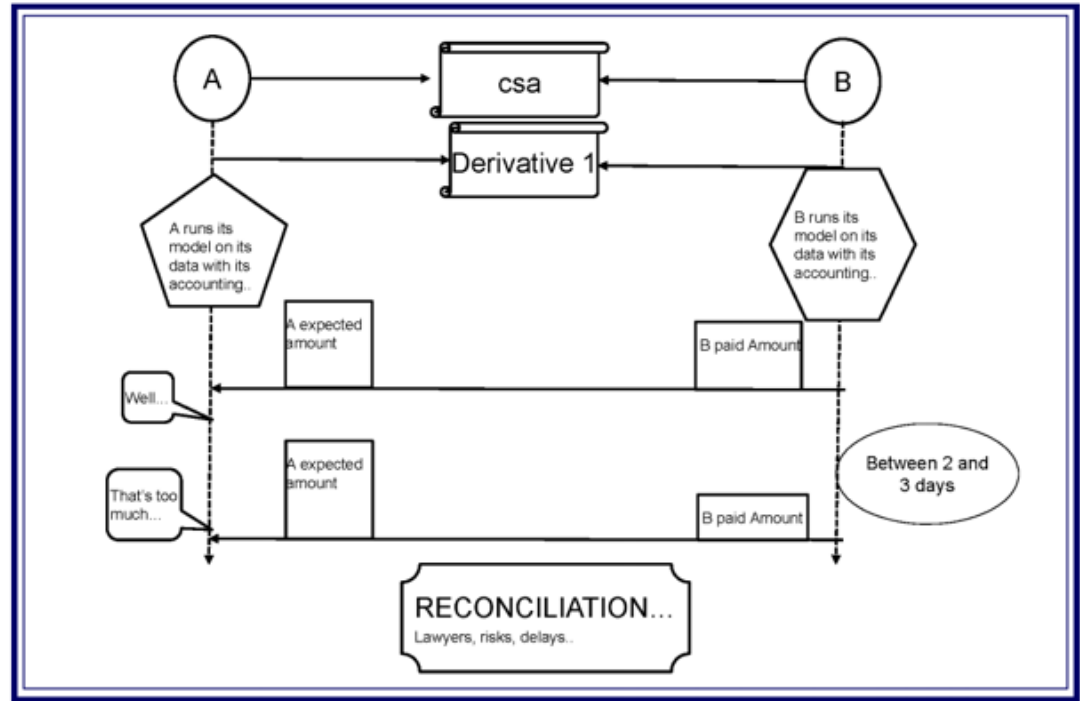 A
csa
B
Derivative 1
A runs its
model on its
data with its
accounting..
B runs its
model on its
data with its
accounting..
A expected
amount
B paid Amount
Well...
A expected
amount
Between 2 and
3 days
That's too
much...
B paid Amount
RECONCILIATION...
Lawyers, risks, delays..